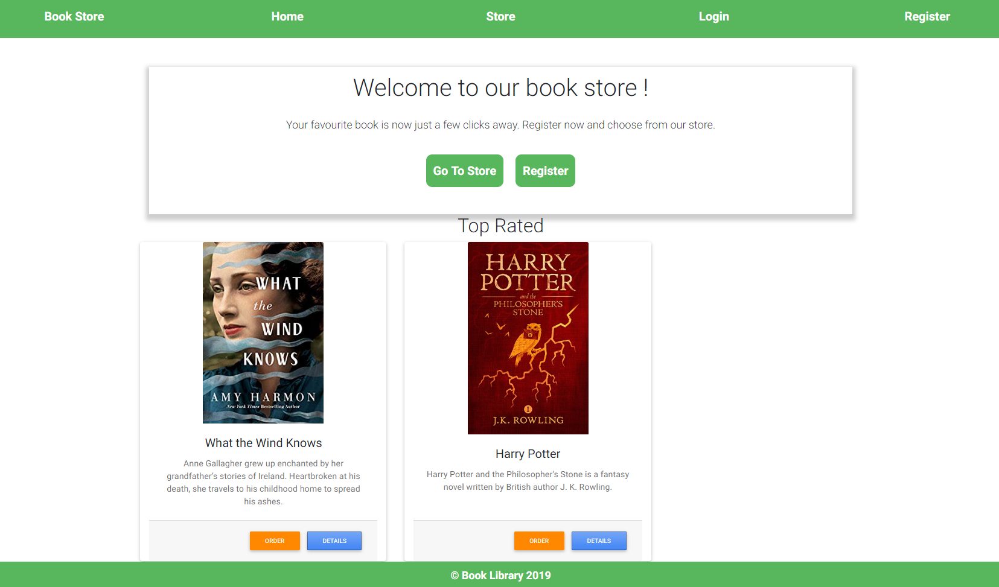 Book Store Home Store Login Register
Welcome to our book store !
Your favourite book is now just a few clicks away. Register now and choose from our store.
Go To Store Register
Top Rated
WHAT
the
WIND
KNOWS
AMY HARMON
New York Times Bestselling Author
What the Wind Knows
Anne Gallagher grew up enchanted by her
grandfather’s stories of Ireland. Heartbroken at his
death, she travels to his childhood home to spread
his ashes.
ORDER DETAILS
HARRY
POTTER
and the
PHILOSOPHER'S
STONE
1
J.K. ROWLING
Harry Potter
Harry Potter and the Philosopher's Stone is a fantasy
novel written by British author J. K. Rowling.
ORDER DETAILS
© Book Library 2019